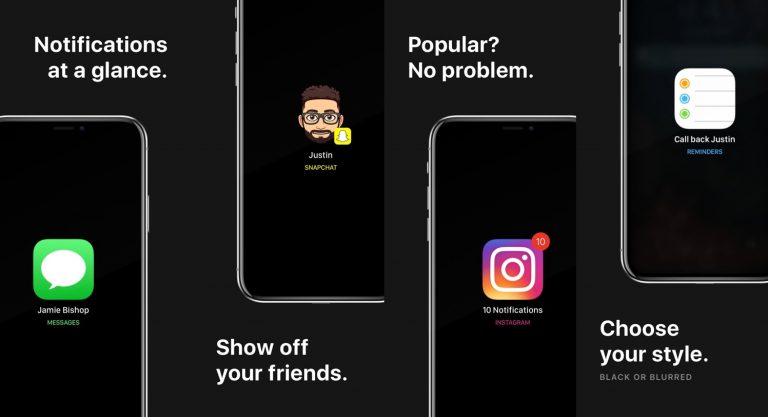 Notifications
at a glance.
Jamie Bishop
MESSAGES
Justin
SNAPCHAT
Show off
your friends.
Popular?
No problem.
10
10 Notifications
INSTAGRAM
Call back Justin
REMINDERS
Choose
your style.
BLACK OR BLURRED